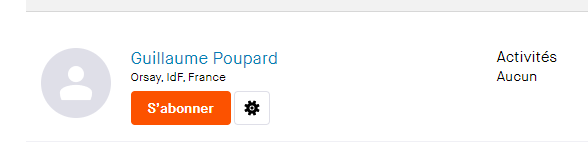 Guillaume Poupard
Orsay, IdF, France
S'abonner
Activités
Aucun